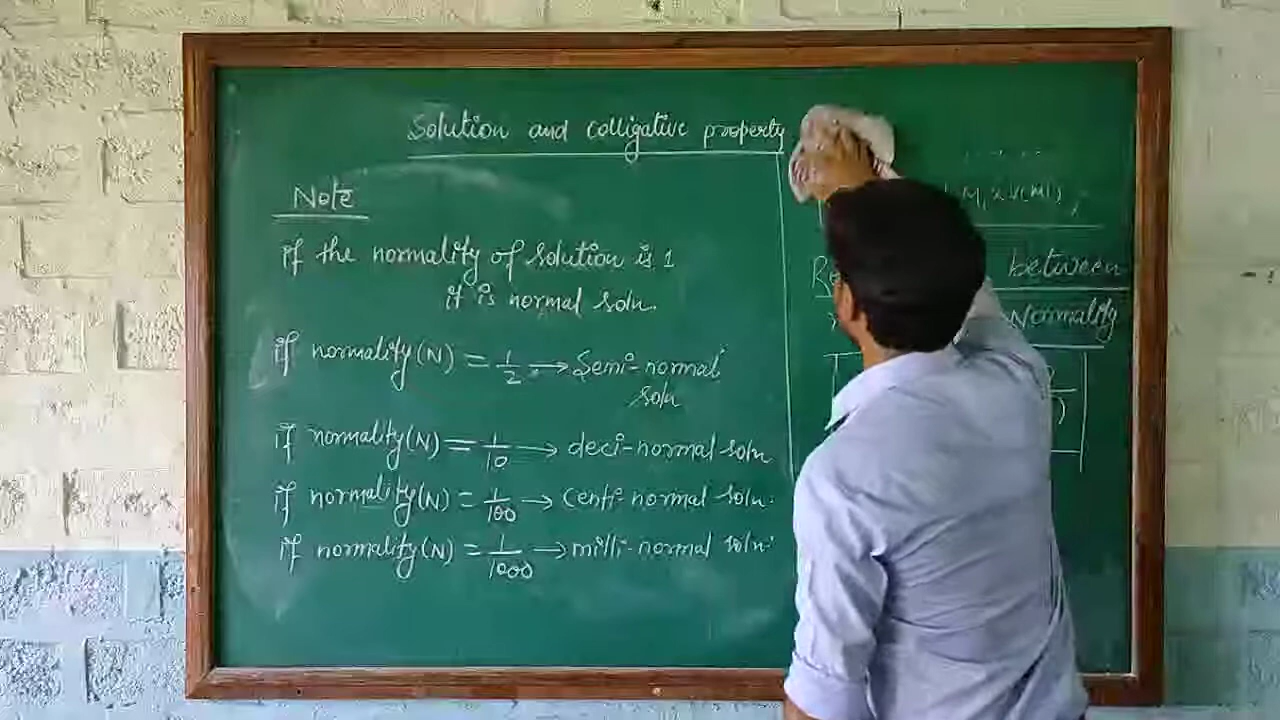 Solution and colligative property
Note
if the normality of solution is 1
it is normal soln.
if normality(N) = 1/2 → Semi-normal
soln
if normality(N) = 1/10 → deci-normal soln
if normality(N) = 1/100 → Centi-normal soln.
if normality(N) = 1/1000 → milli-normal soln.
between
Normality